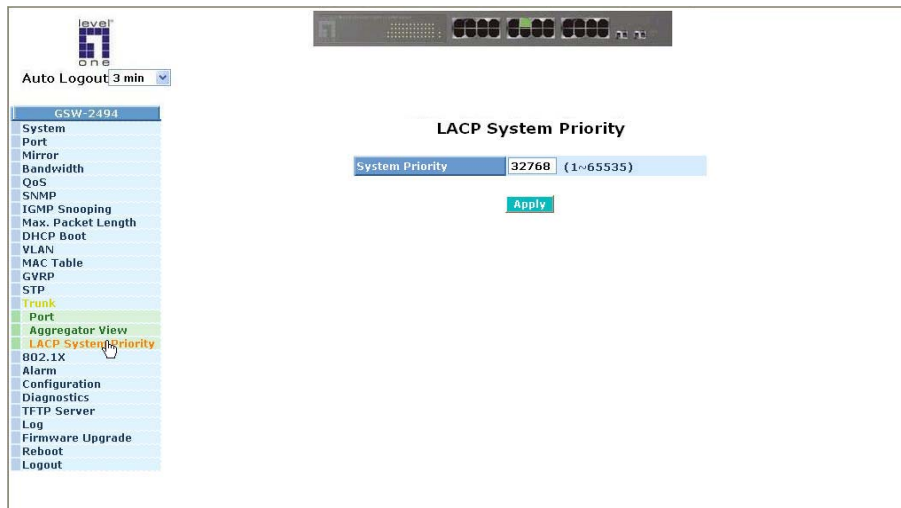 level
one
Auto Logout 3 min
GSW-2494
System
Port
Mirror
Bandwidth
QoS
SNMP
IGMP Snooping
Max. Packet Length
DHCP Boot
VLAN
MAC Table
GVRP
STP
Trunk
Port
Aggregator View
LACP System Priority
802.1X
Alarm
Configuration
Diagnostics
TFTP Server
Log
Firmware Upgrade
Reboot
Logout
LACP System Priority
System Priority 32768 (1~65535)
Apply